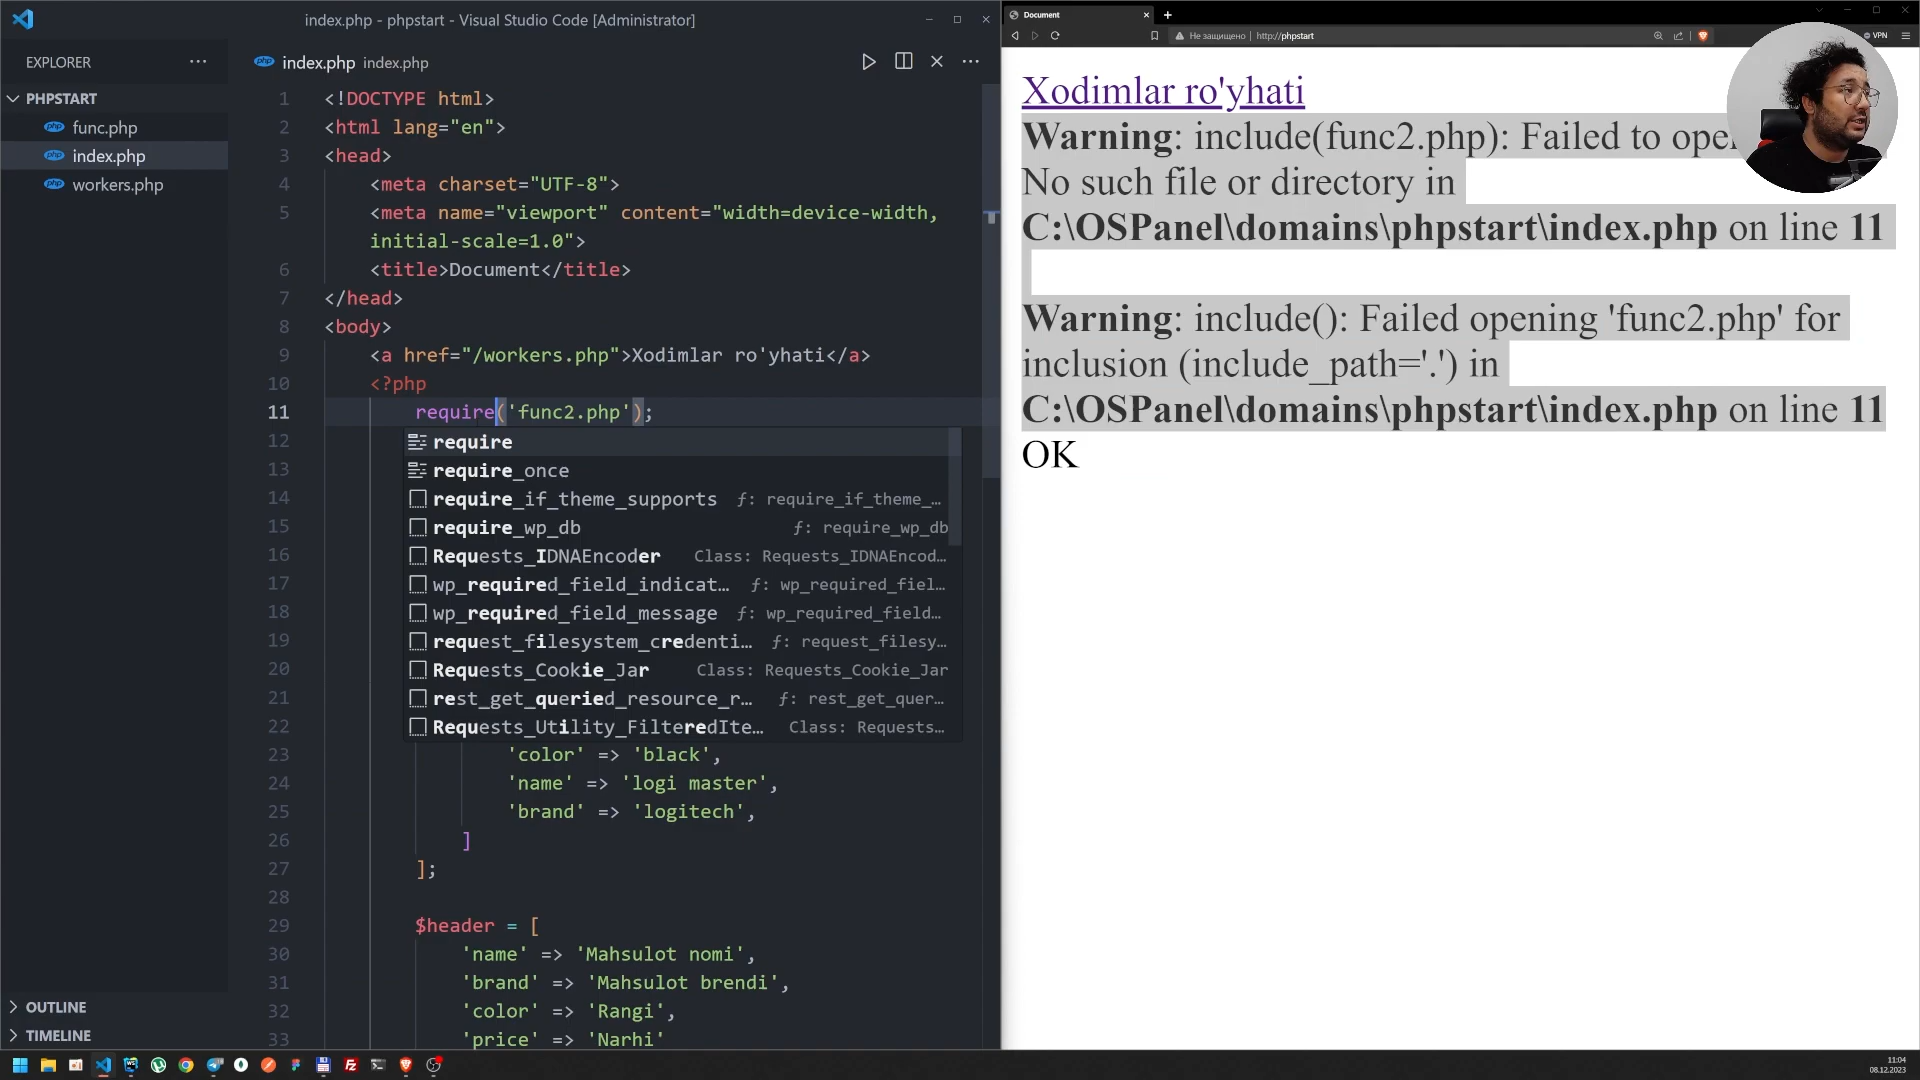 index.php - phpstart - Visual Studio Code [Administrator]
EXPLORER
PHPSTART
func.php
index.php
workers.php
OUTLINE
TIMELINE
php index.php index.php
1 <!DOCTYPE html>
2 <html lang="en">
3 <head>
4 <meta charset="UTF-8">
5 <meta name="viewport" content="width=device-width,
initial-scale=1.0">
6 <title>Document</title>
7 </head>
8 <body>
9 <a href="/workers.php">Xodimlar ro'yhati</a>
10 <?php
11 require('func2.php');
12
13
14
15
16
17
18
19
20
21
22
require
require_once
require_if_theme_supports ƒ: require_if_theme_…
require_wp_db ƒ: require_wp_db
Requests_IDNAEncoder Class: Requests_IDNAEncod…
wp_required_field_indicat… ƒ: wp_required_fiel…
wp_required_field_message ƒ: wp_required_field…
request_filesystem_credenti… ƒ: request_filesy…
Requests_Cookie_Jar Class: Requests_Cookie_Jar
rest_get_queried_resource_r… ƒ: rest_get_quer…
Requests_Utility_FilteredIte… Class: Requests…
23 'color' => 'black',
24 'name' => 'logi master',
25 'brand' => 'logitech',
26 ]
27 ];
28
29 $header = [
30 'name' => 'Mahsulot nomi',
31 'brand' => 'Mahsulot brendi',
32 'color' => 'Rangi',
33 'price' => 'Narhi'
Document
Не защищено | http://phpstart
VPN
Xodimlar ro'yhati
Warning: include(func2.php): Failed to ope
No such file or directory in
C:\OSPanel\domains\phpstart\index.php on line 11
Warning: include(): Failed opening 'func2.php' for
inclusion (include_path='.') in
C:\OSPanel\domains\phpstart\index.php on line 11
OK
11:04
08.12.2023